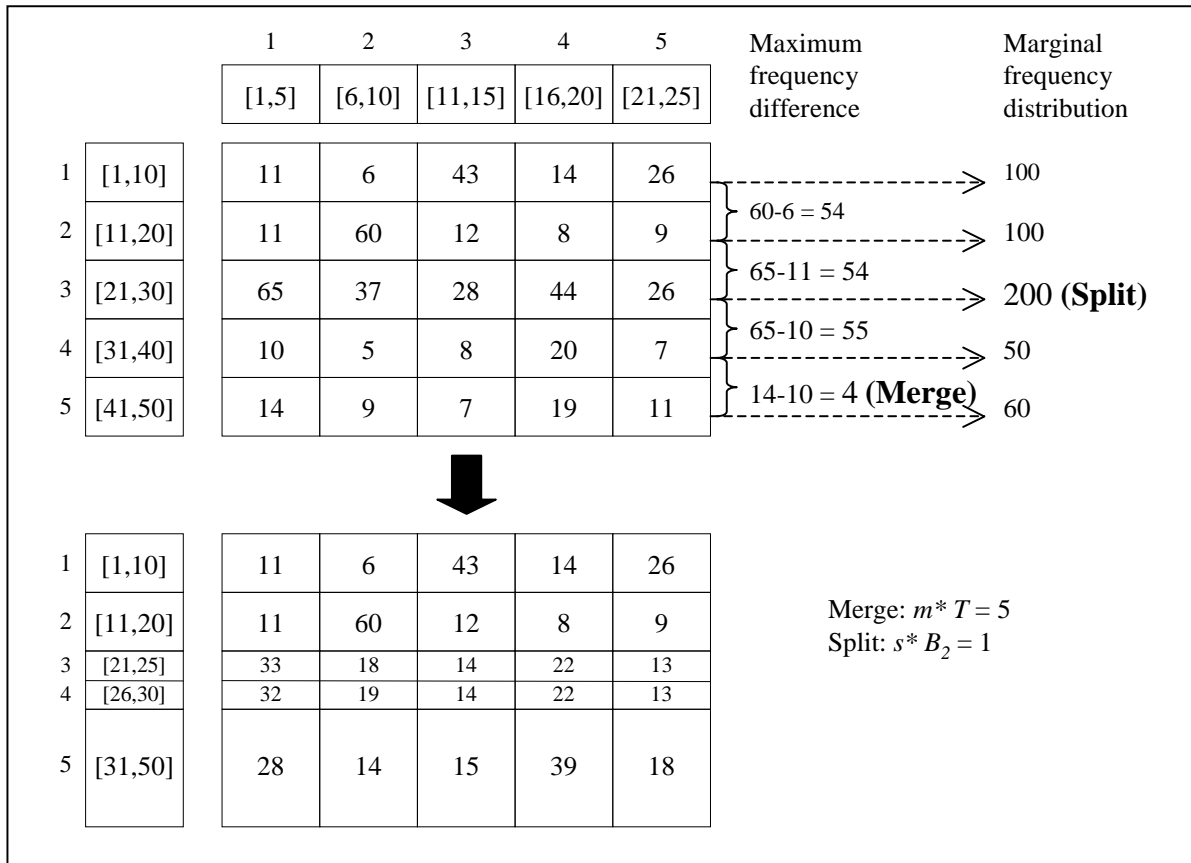 1 2 3 4 5 Maximum frequency difference Marginal frequency distribution
[1,5] [6,10] [11,15] [16,20] [21,25]
1 [1,10] 11 6 43 14 26 100
60-6 = 54
2 [11,20] 11 60 12 8 9 100
65-11 = 54
3 [21,30] 65 37 28 44 26 200 (Split)
65-10 = 55
4 [31,40] 10 5 8 20 7 50
14-10 = 4 (Merge)
5 [41,50] 14 9 7 19 11 60
1 [1,10] 11 6 43 14 26
2 [11,20] 11 60 12 8 9
3 [21,25] 33 18 14 22 13
4 [26,30] 32 19 14 22 13
5 [31,50] 28 14 15 39 18
Merge: m* T = 5
Split: s* B2 = 1